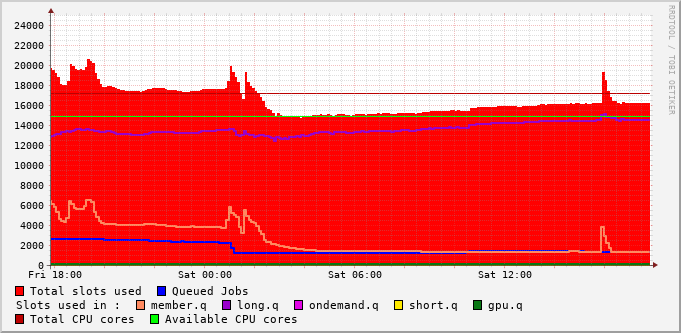 24000
22000
20000
18000
16000
14000
12000
10000
8000
6000
4000
2000
0
Fri 18:00 Sat 00:00 Sat 06:00 Sat 12:00
RRDTOOL / TOBI OETIKER
Total slots used Queued Jobs
Slots used in : member.q long.q ondemand.q short.q gpu.q
Total CPU cores Available CPU cores